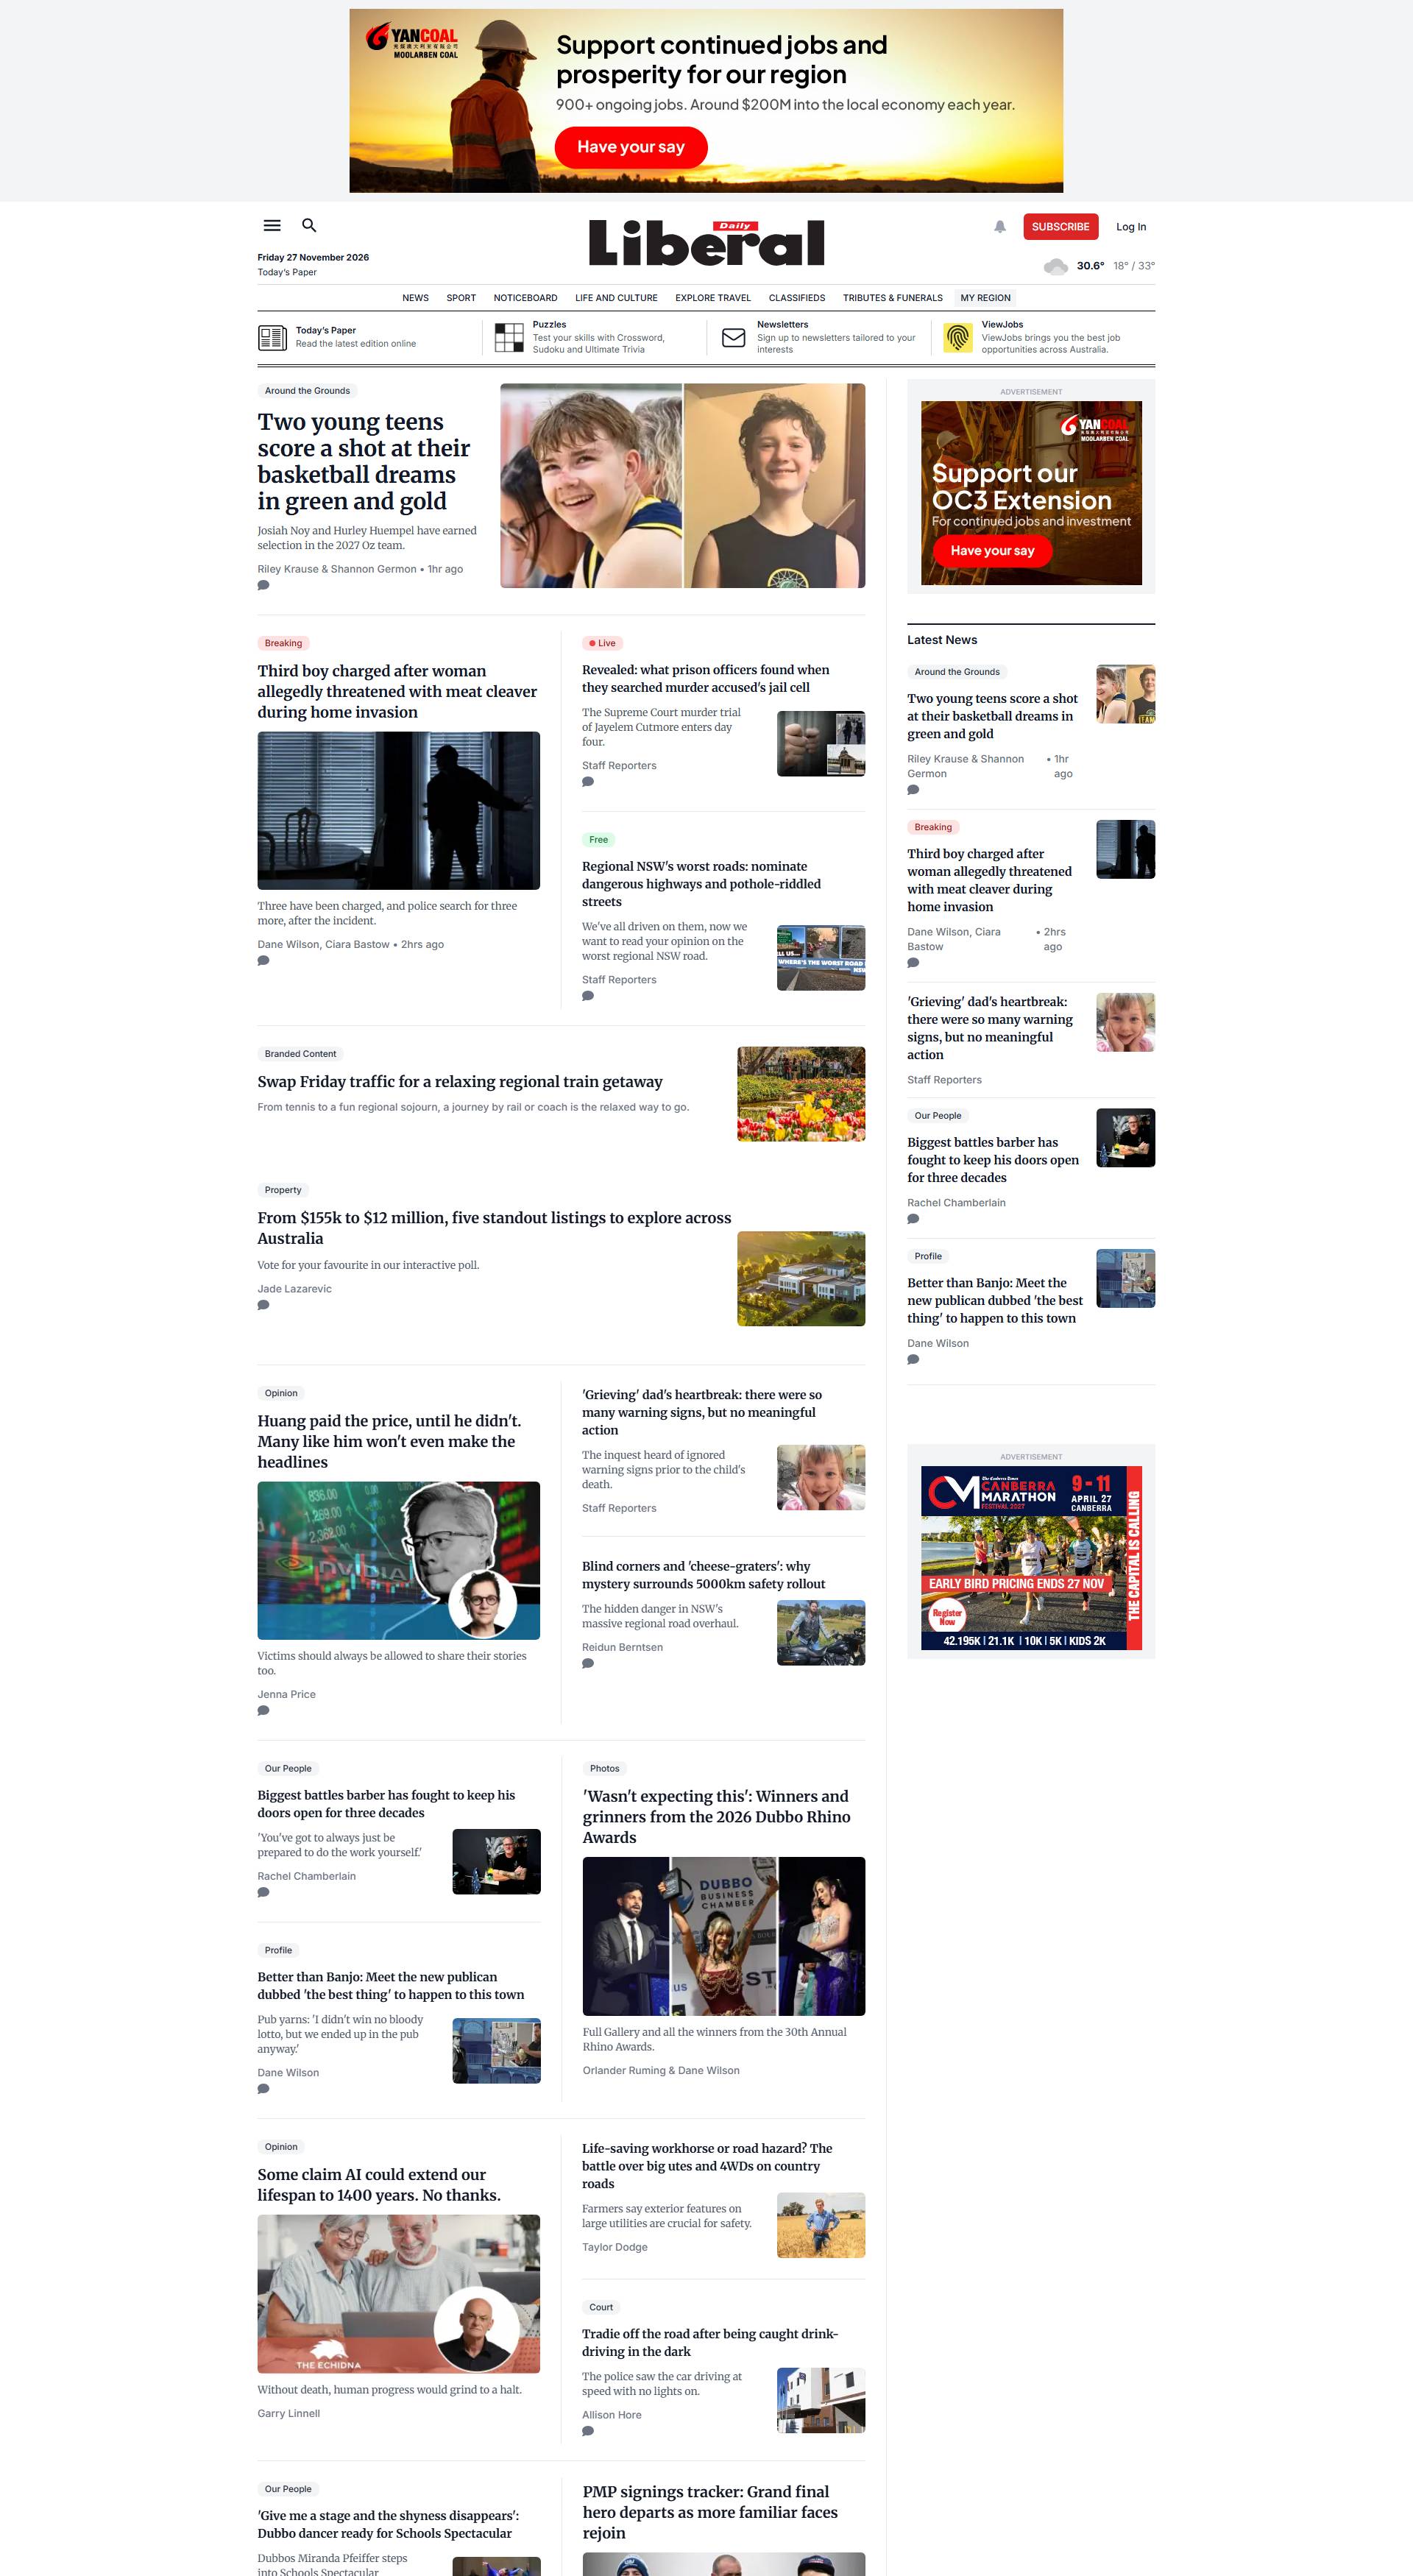 YANCOAL
MOOLARBEN COAL
Support continued jobs and
prosperity for our region
900+ ongoing jobs. Around $200M into the local economy each year.
Have your say
Daily
Liberal
SUBSCRIBE
Log In
Friday 27 November 2026
Today's Paper
30.6° 18° / 33°
NEWS SPORT NOTICEBOARD LIFE AND CULTURE EXPLORE TRAVEL CLASSIFIEDS TRIBUTES & FUNERALS MY REGION
Today's Paper
Read the latest edition online
Puzzles
Test your skills with Crossword,
Sudoku and Ultimate Trivia
Newsletters
Sign up to newsletters tailored to your
interests
ViewJobs
ViewJobs brings you the best job
opportunities across Australia.
Around the Grounds
Two young teens
score a shot at their
basketball dreams
in green and gold
Josiah Noy and Hurley Huempel have earned
selection in the 2027 Oz team.
Riley Krause & Shannon Germon • 1hr ago
Breaking
Third boy charged after woman
allegedly threatened with meat cleaver
during home invasion
Three have been charged, and police search for three
more, after the incident.
Dane Wilson, Ciara Bastow • 2hrs ago
Live
Revealed: what prison officers found when
they searched murder accused's jail cell
The Supreme Court murder trial
of Jayelem Cutmore enters day
four.
Staff Reporters
Free
Regional NSW's worst roads: nominate
dangerous highways and pothole-riddled
streets
We've all driven on them, now we
want to read your opinion on the
worst regional NSW road.
LL US...
WHERE'S THE WORST ROAD
NSW
Staff Reporters
Branded Content
Swap Friday traffic for a relaxing regional train getaway
From tennis to a fun regional sojourn, a journey by rail or coach is the relaxed way to go.
Property
From $155k to $12 million, five standout listings to explore across
Australia
Vote for your favourite in our interactive poll.
Jade Lazarevic
Opinion
Huang paid the price, until he didn't.
Many like him won't even make the
headlines
836.00
269.00
2,362.00
NVIDIA
Victims should always be allowed to share their stories
too.
Jenna Price
'Grieving' dad's heartbreak: there were so
many warning signs, but no meaningful
action
The inquest heard of ignored
warning signs prior to the child's
death.
Staff Reporters
Blind corners and 'cheese-graters': why
mystery surrounds 5000km safety rollout
The hidden danger in NSW's
massive regional road overhaul.
Reidun Berntsen
Our People
Biggest battles barber has fought to keep his
doors open for three decades
'You've got to always just be
prepared to do the work yourself.'
Rachel Chamberlain
Profile
Better than Banjo: Meet the new publican
dubbed 'the best thing' to happen to this town
Pub yarns: 'I didn't win no bloody
lotto, but we ended up in the pub
anyway.'
Dane Wilson
Photos
'Wasn't expecting this': Winners and
grinners from the 2026 Dubbo Rhino
Awards
DUBBO
BUSINESS
CHAMBER
Full Gallery and all the winners from the 30th Annual
Rhino Awards.
Orlander Ruming & Dane Wilson
Opinion
Some claim AI could extend our
lifespan to 1400 years. No thanks.
THE ECHIDNA
Without death, human progress would grind to a halt.
Garry Linnell
Life-saving workhorse or road hazard? The
battle over big utes and 4WDs on country
roads
Farmers say exterior features on
large utilities are crucial for safety.
Taylor Dodge
Court
Tradie off the road after being caught drink-
driving in the dark
The police saw the car driving at
speed with no lights on.
Allison Hore
Our People
'Give me a stage and the shyness disappears':
Dubbo dancer ready for Schools Spectacular
Dubbos Miranda Pfeiffer steps
into Schools Spectacular
PMP signings tracker: Grand final
hero departs as more familiar faces
rejoin
ADVERTISEMENT
YANCOAL
MOOLARBEN COAL
Support our
OC3 Extension
For continued jobs and investment
Have your say
Latest News
Around the Grounds
Two young teens score a shot
at their basketball dreams in
green and gold
Riley Krause & Shannon
Germon
• 1hr
ago
Breaking
Third boy charged after
woman allegedly threatened
with meat cleaver during
home invasion
Dane Wilson, Ciara
Bastow
• 2hrs
ago
'Grieving' dad's heartbreak:
there were so many warning
signs, but no meaningful
action
Staff Reporters
Our People
Biggest battles barber has
fought to keep his doors open
for three decades
Rachel Chamberlain
Profile
Better than Banjo: Meet the
new publican dubbed 'the best
thing' to happen to this town
Dane Wilson
ADVERTISEMENT
The Canberra Times
CANBERRA
MARATHON
FESTIVAL 2027
9 - 11
APRIL 27
CANBERRA
THE CAPITAL IS CALLING
EARLY BIRD PRICING ENDS 27 NOV
Register
Now
42.195K | 21.1K | 10K | 5K | KIDS 2K